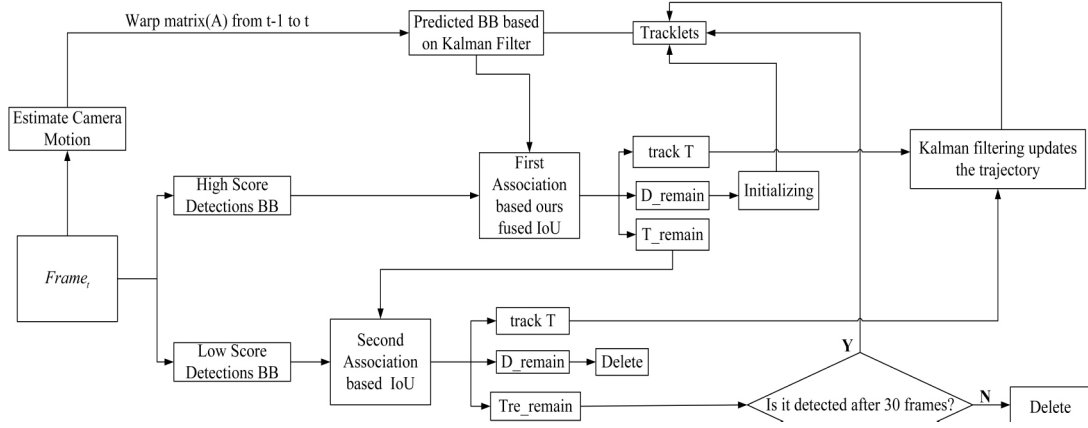 Warp matrix(A) from t-1 to t
Predicted BB based
on Kalman Filter
Tracklets
Estimate Camera
Motion
Kalman filtering updates
the trajectory
First
Association
based ours
fused IoU
track T
D_remain
T_remain
Initializing
High Score
Detections BB
Frame_t
Low Score
Detections BB
Second
Association
based IoU
track T
D_remain
Delete
Tre_remain
Y
Is it detected after 30 frames?
N
Delete